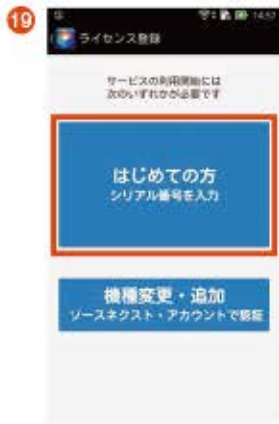 19
14:52
ライセンス登録
サービスの利用開始には
次のいずれかが必要です
はじめての方
シリアル番号を入力
機種変更・追加
ソースネクスト・アカウントで認証